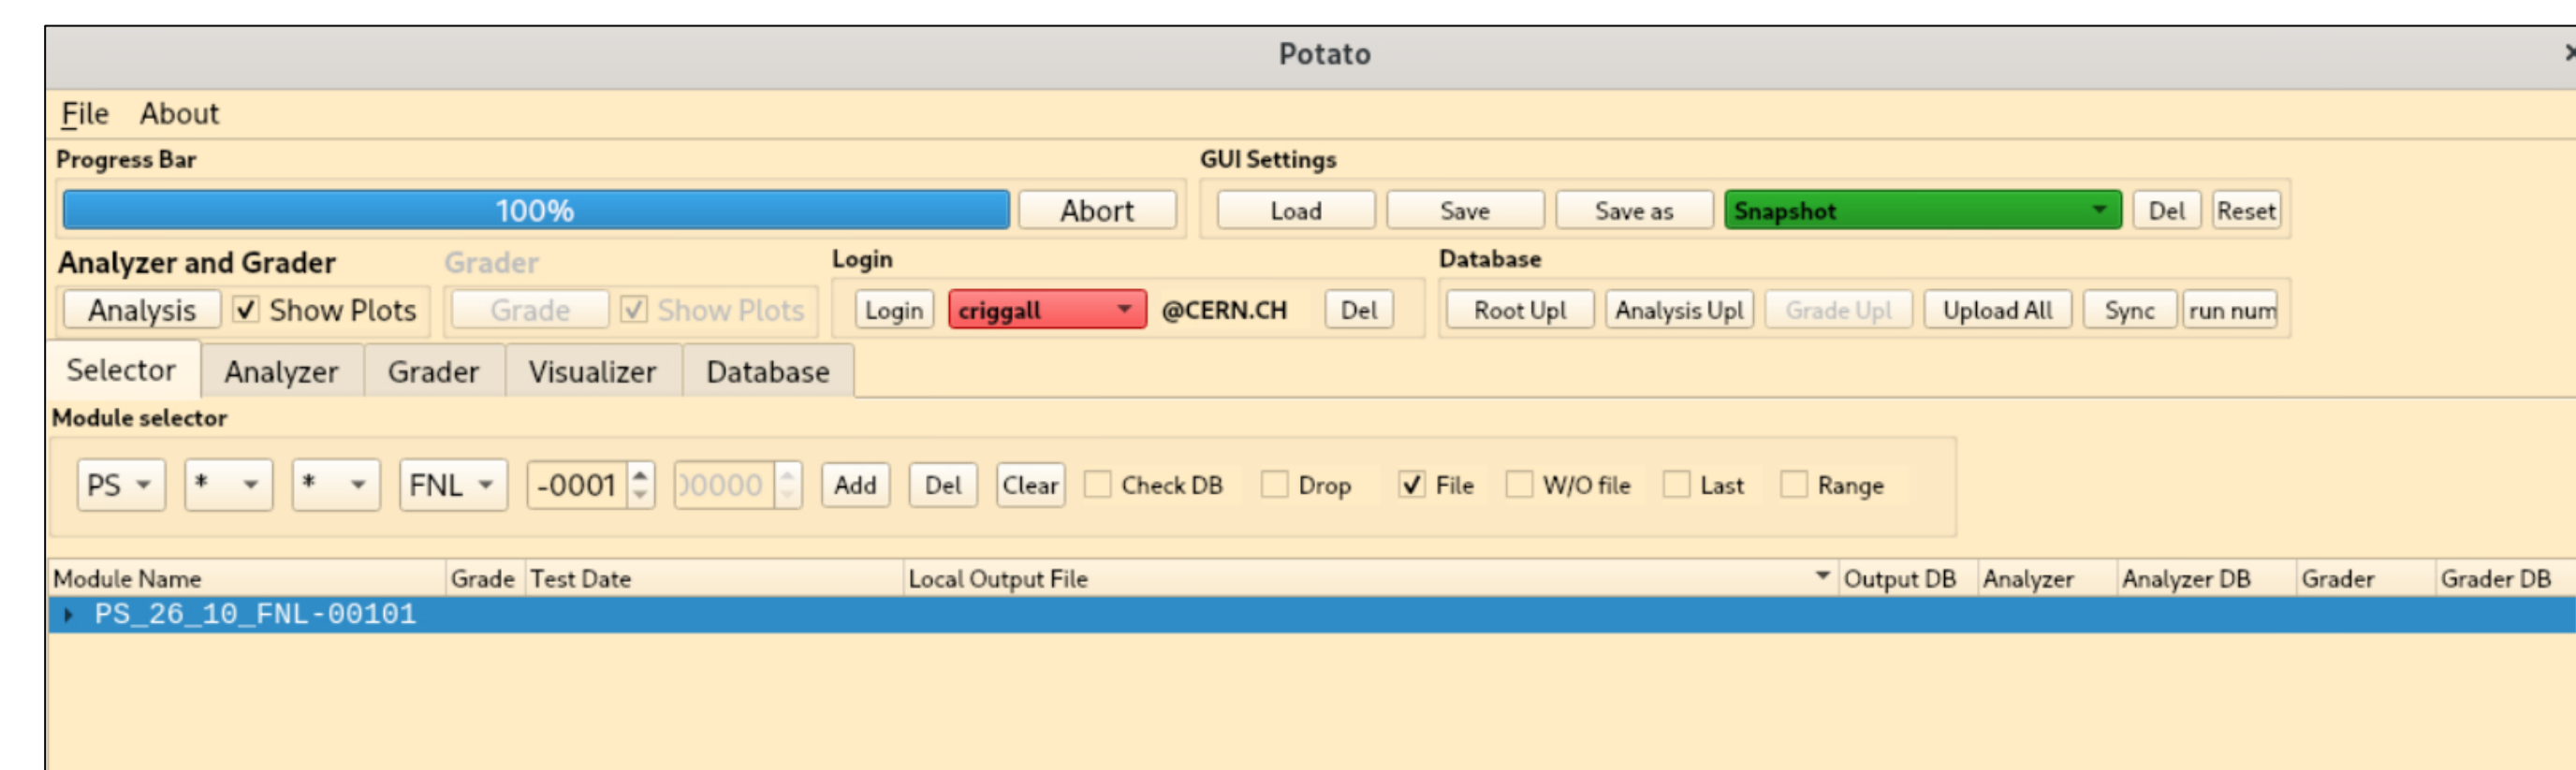 Potato
File About
Progress Bar GUI Settings
100% Abort Load Save Save as Snapshot Del Reset
Analyzer and Grader Grader Login Database
Analysis Show Plots Grade Show Plots Login criggall @CERN.CH Del Root Upl Analysis Upl Grade Upl Upload All Sync run num
Selector Analyzer Grader Visualizer Database
Module selector
PS * * FNL -0001 00000 Add Del Clear Check DB Drop File W/O file Last Range
Module Name Grade Test Date Local Output File Output DB Analyzer Analyzer DB Grader Grader DB
PS_26_10_FNL-00101